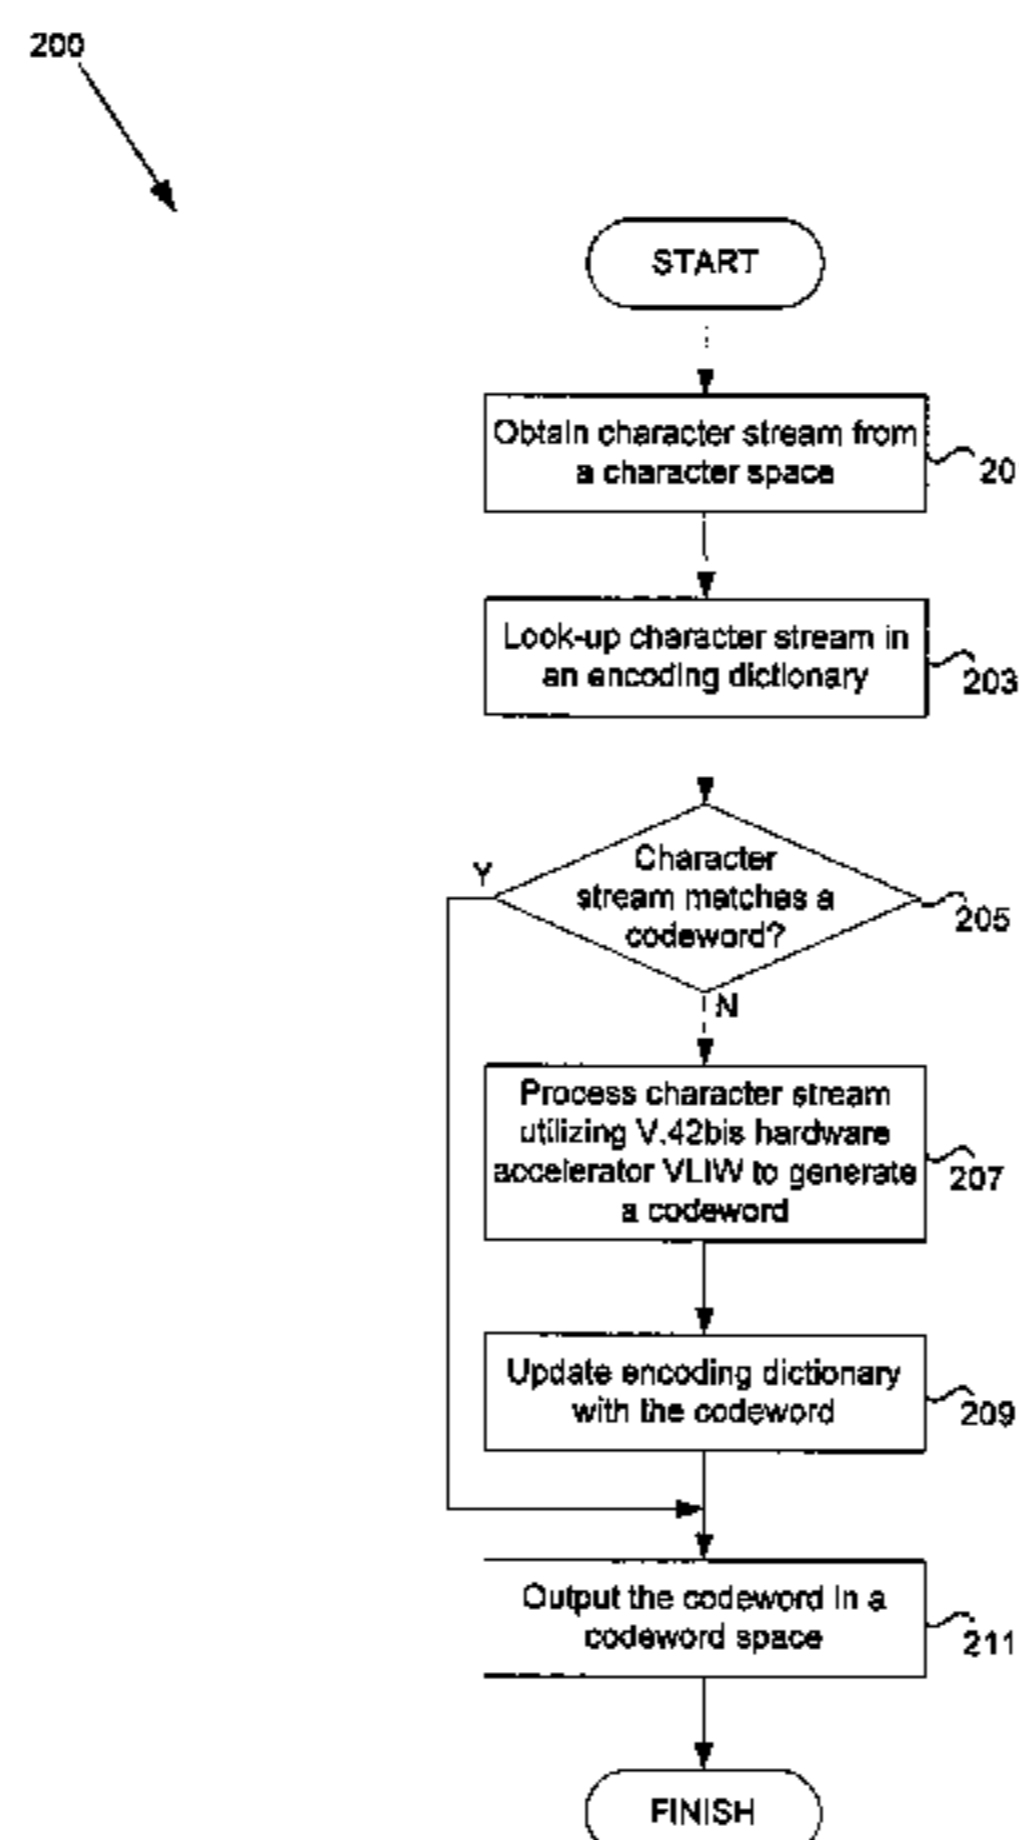 200
START
Obtain character stream from
a character space
20
Look-up character stream in
an encoding dictionary
203
Character
stream matches a
codeword?
Y
205
N
Process character stream
utilizing V.42bis hardware
accelerator VLIW to generate
a codeword
207
Update encoding dictionary
with the codeword
209
Output the codeword in a
codeword space
211
FINISH